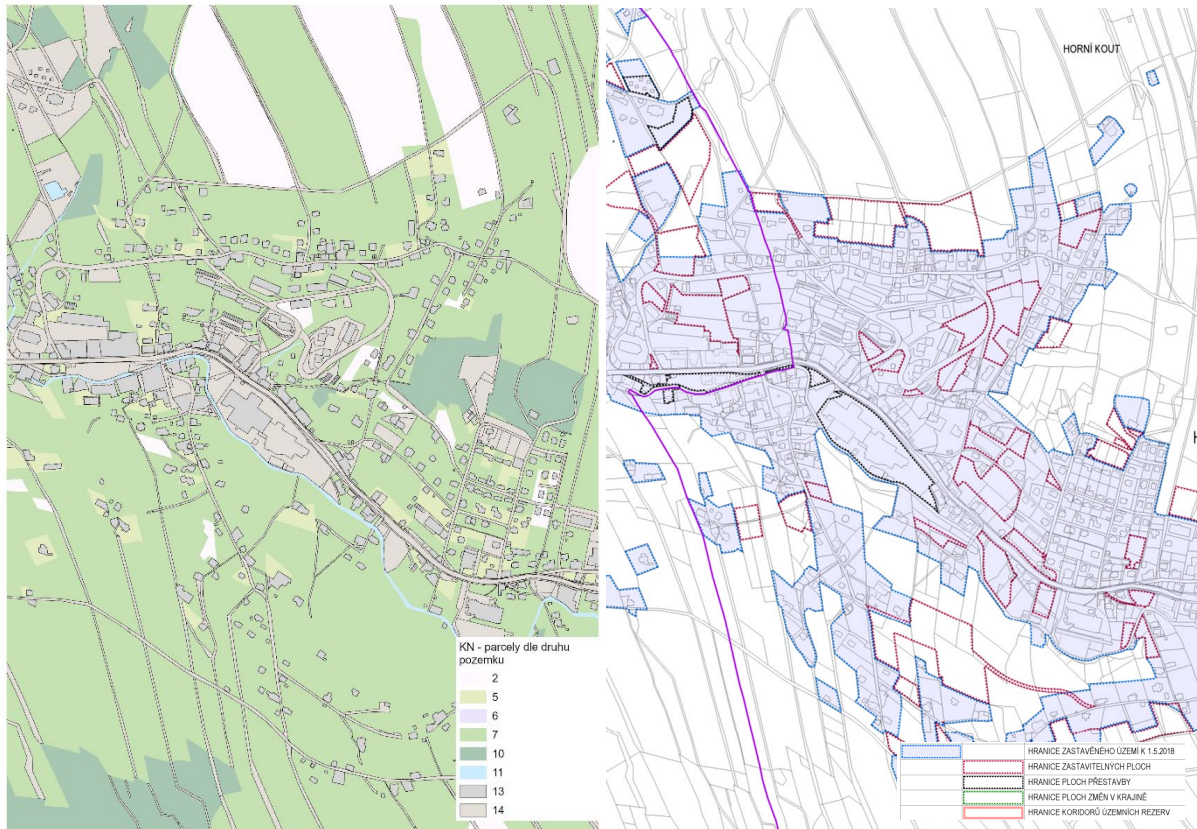 KN - parcely dle druhu
pozemku
2
5
6
7
10
11
13
14
HORNÍ KOUT
H
HRANICE ZASTAVĚNÉHO ÚZEMÍ K 1.5.2018
HRANICE ZASTAVITELNÝCH PLOCH
HRANICE PLOCH PŘESTAVBY
HRANICE PLOCH ZMĚN V KRAJINĚ
HRANICE KORIDORŮ ÚZEMNÍCH REZERV